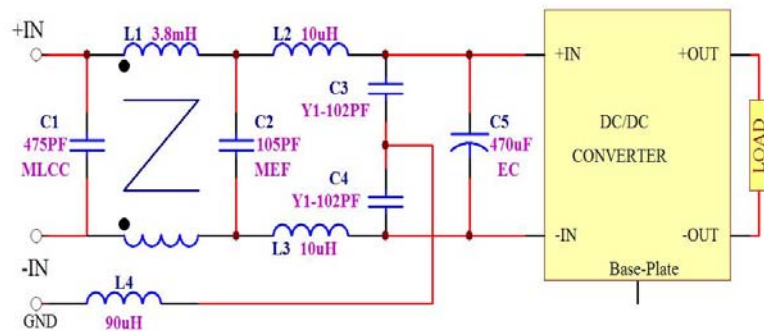 +IN
L1 3.8mH
L2 10uH
C1
475PF
MLCC
C2
105PF
MEF
C3
Y1-102PF
C4
Y1-102PF
C5
470uF
EC
L3 10uH
-IN
GND
L4
90uH
+IN
+OUT
DC/DC
CONVERTER
-IN
-OUT
Base-Plate
LOAD